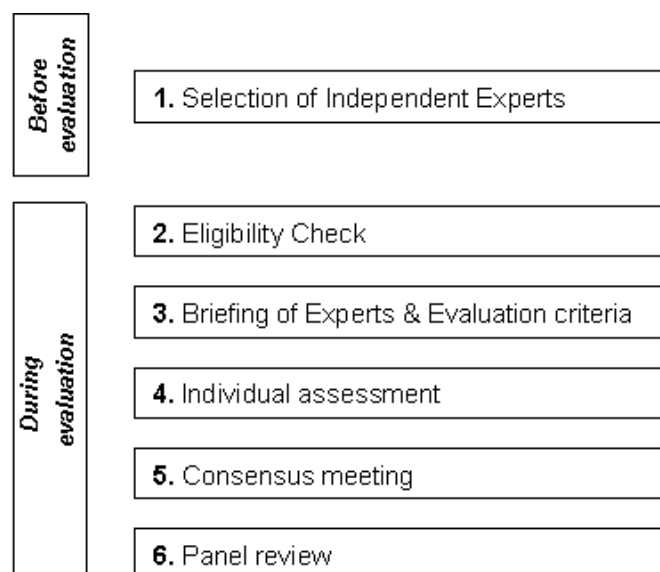 Before
evaluation
1. Selection of Independent Experts
During
evaluation
2. Eligibility Check
3. Briefing of Experts & Evaluation criteria
4. Individual assessment
5. Consensus meeting
6. Panel review